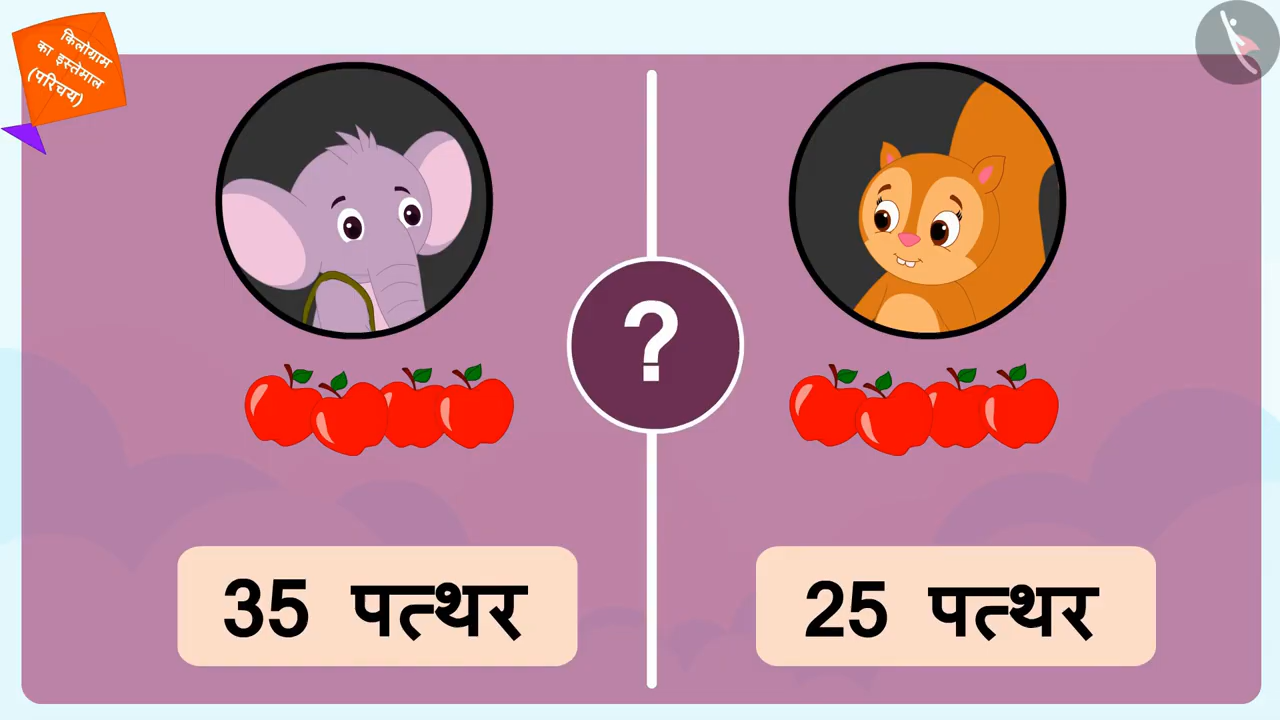 किलोग्राम
का इस्तेमाल
(परिचय)
?
35 पत्थर
25 पत्थर